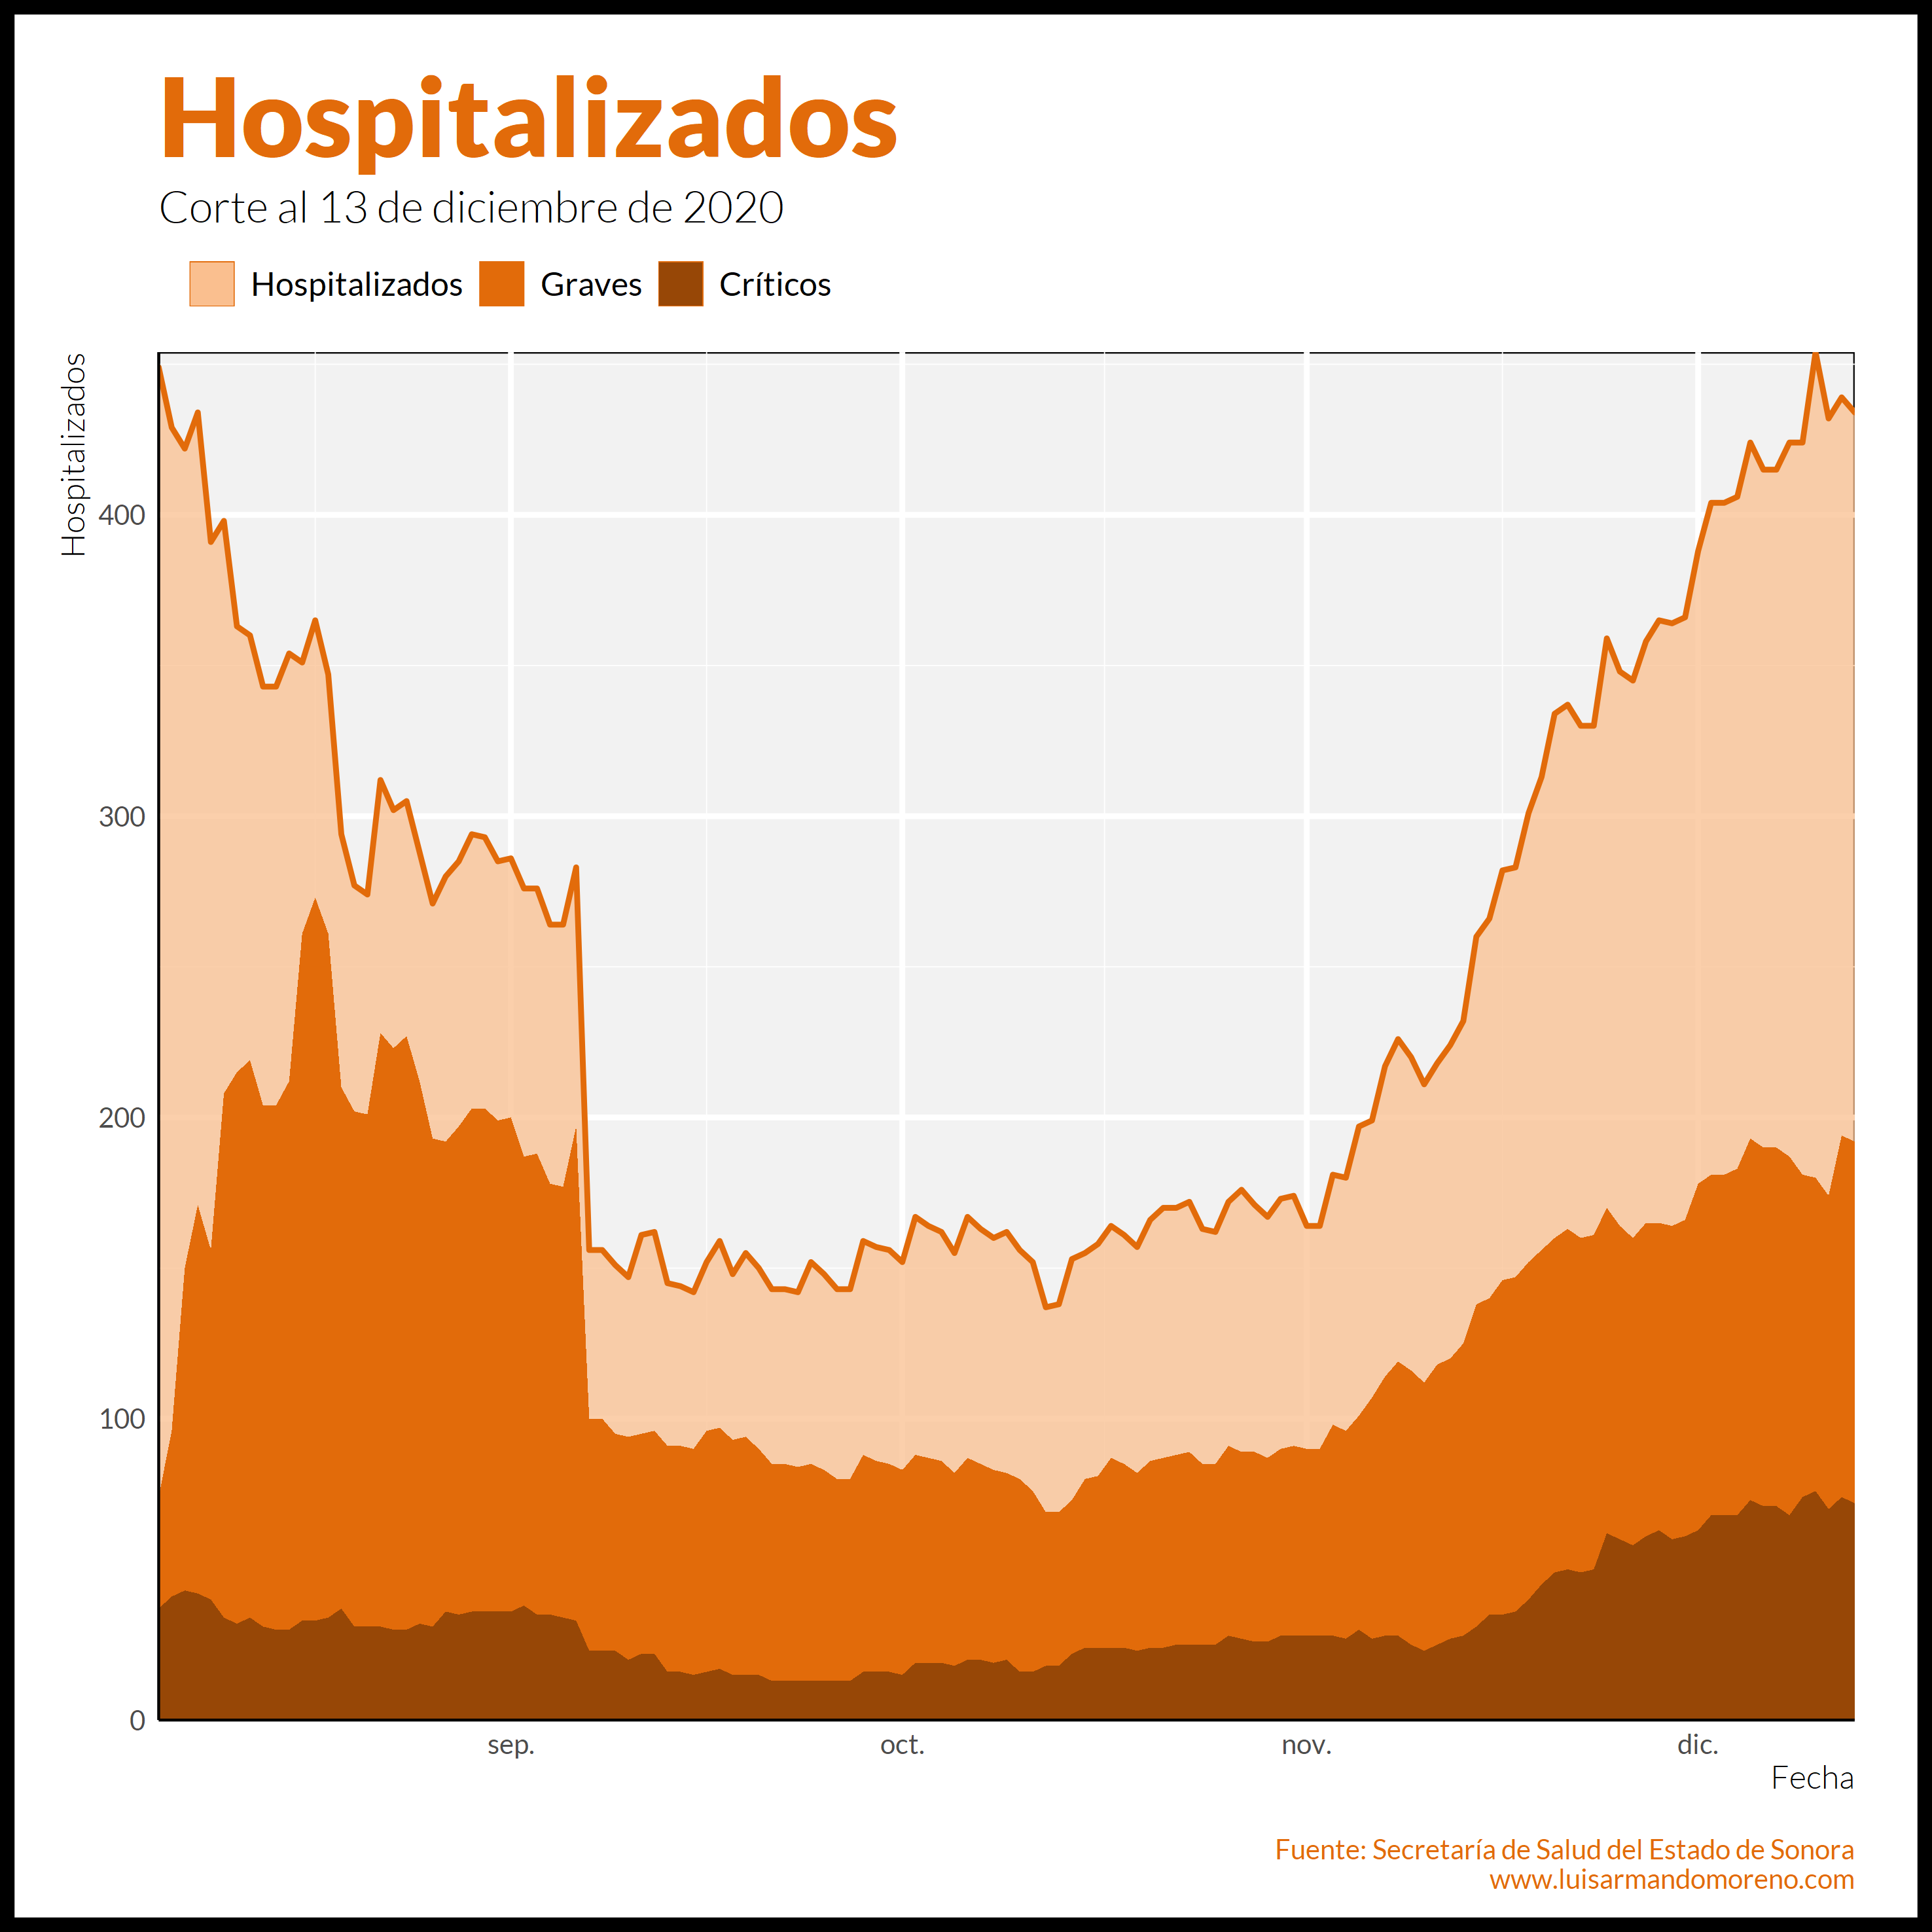 Hospitalizados
Corte al 13 de diciembre de 2020
Hospitalizados Graves Críticos
Hospitalizados
400
300
200
100
0
sep. oct. nov. dic.
Fecha
Fuente: Secretaría de Salud del Estado de Sonora
www.luisarmandomoreno.com